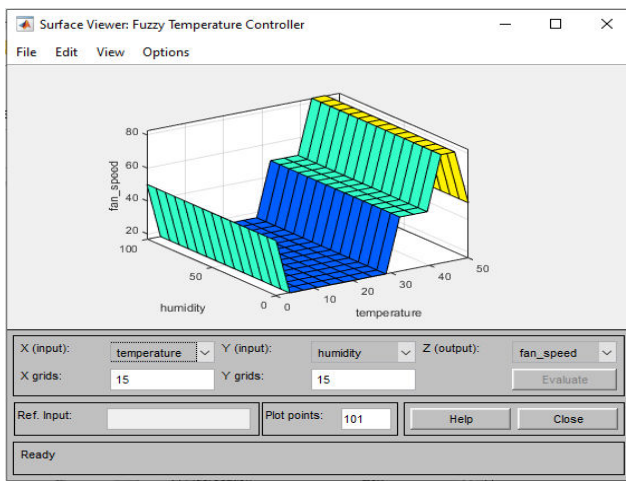 Surface Viewer: Fuzzy Temperature Controller
File Edit View Options
80
60
40
20
fan_speed
100
50
0
humidity
0
10
20
30
40
50
temperature
X (input): temperature Y (input): humidity Z (output): fan_speed
X grids: 15 Y grids: 15 Evaluate
Ref. Input: Plot points: 101 Help Close
Ready